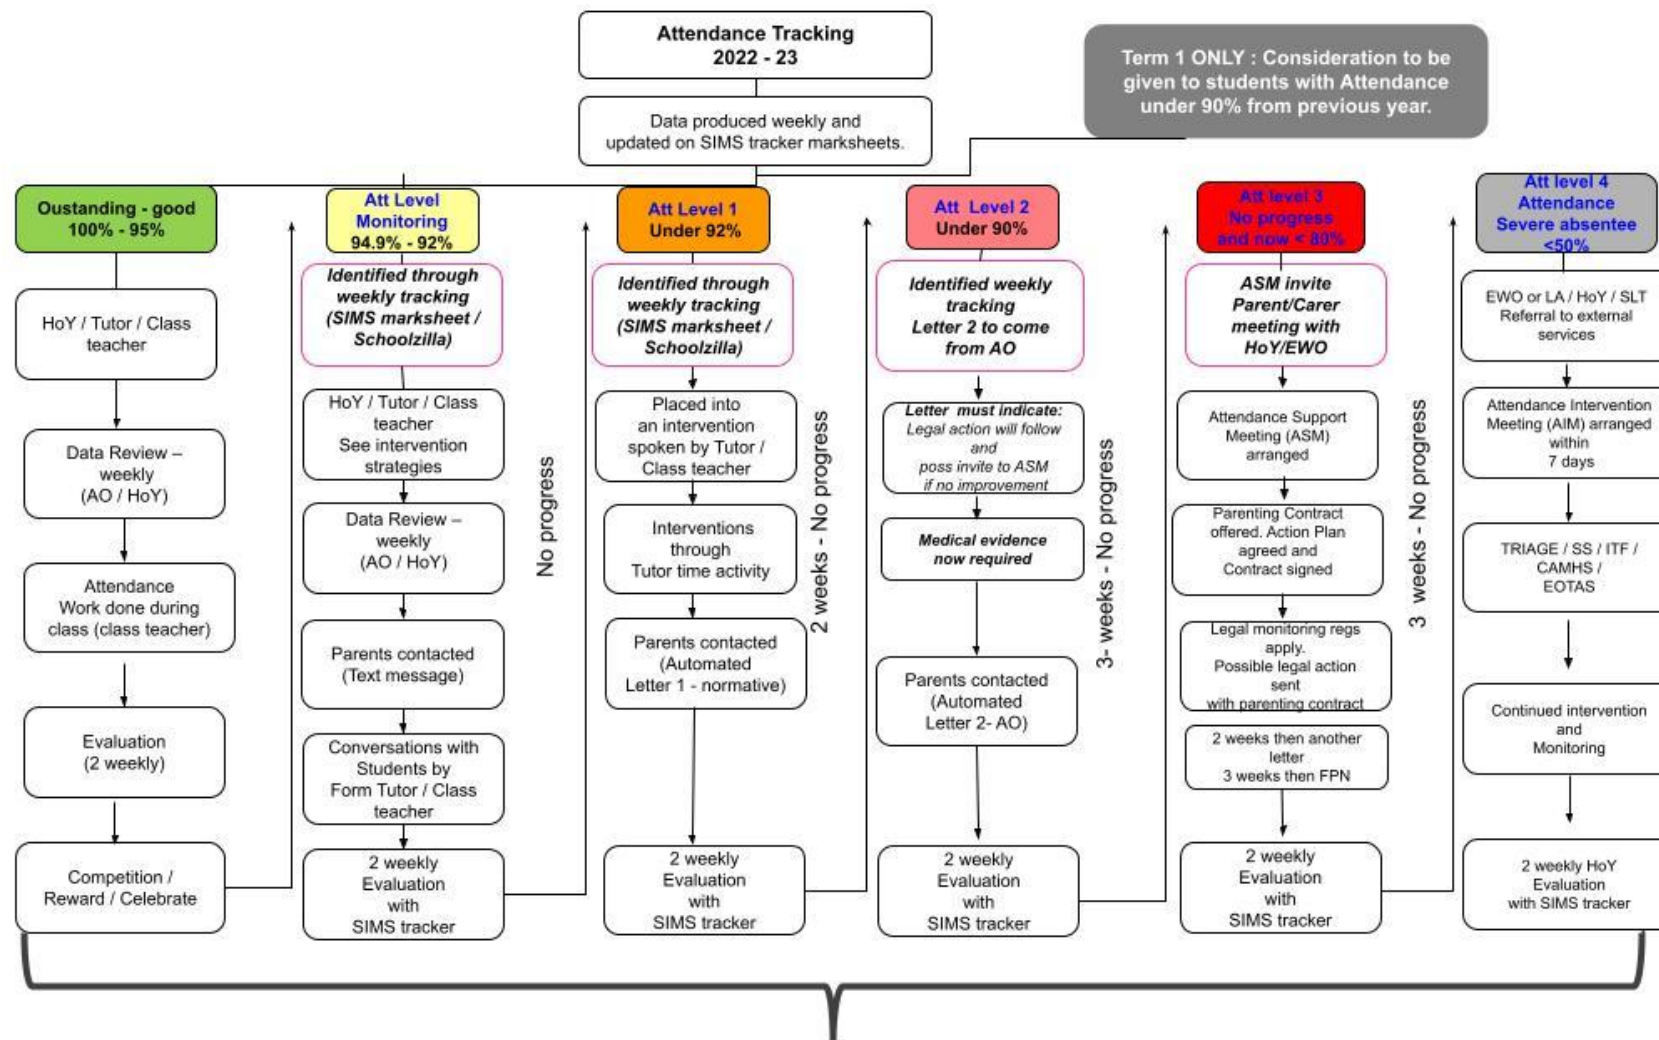 Attendance Tracking
2022 - 23
Term 1 ONLY : Consideration to be
given to students with Attendance
under 90% from previous year.
Data produced weekly and
updated on SIMS tracker marksheets.
Oustanding - good
100% - 95%
HoY / Tutor / Class
teacher
Data Review –
weekly
(AO / HoY)
Attendance
Work done during
class (class teacher)
Evaluation
(2 weekly)
Competition /
Reward / Celebrate
Att Level
Monitoring
94.9% - 92%
Identified through
weekly tracking
(SIMS marksheet /
Schoolzilla)
HoY / Tutor / Class
teacher
See intervention
strategies
Data Review –
weekly
(AO / HoY)
Parents contacted
(Text message)
Conversations with
Students by
Form Tutor / Class
teacher
2 weekly
Evaluation
with
SIMS tracker
No progress
Att Level 1
Under 92%
Identified through
weekly tracking
(SIMS marksheet /
Schoolzilla)
Placed into
an intervention
spoken by Tutor /
Class teacher
Interventions
through
Tutor time activity
Parents contacted
(Automated
Letter 1 - normative)
2 weekly
Evaluation
with
SIMS tracker
2 weeks - No progress
Att Level 2
Under 90%
Identified weekly
tracking
Letter 2 to come
from AO
Letter must indicate:
Legal action will follow
and
poss invite to ASM
if no improvement
Medical evidence
now required
Parents contacted
(Automated
Letter 2- AO)
2 weekly
Evaluation
with
SIMS tracker
3- weeks - No progress
Att level 3
No progress
and now < 80%
ASM invite
Parent/Carer
meeting with
HoY/EWO
Attendance Support
Meeting (ASM)
arranged
Parenting Contract
offered. Action Plan
agreed and
Contract signed
Legal monitoring regs
apply.
Possible legal action
sent
with parenting contract
2 weeks then another
letter
3 weeks then FPN
2 weekly
Evaluation
with
SIMS tracker
3 weeks - No progress
Att level 4
Attendance
Severe absentee
<50%
EWO or LA / HoY / SLT
Referral to external
services
Attendance Intervention
Meeting (AIM) arranged
within
7 days
TRIAGE / SS / ITF /
CAMHS /
EOTAS
Continued intervention
and
Monitoring
2 weekly HoY
Evaluation
with SIMS tracker